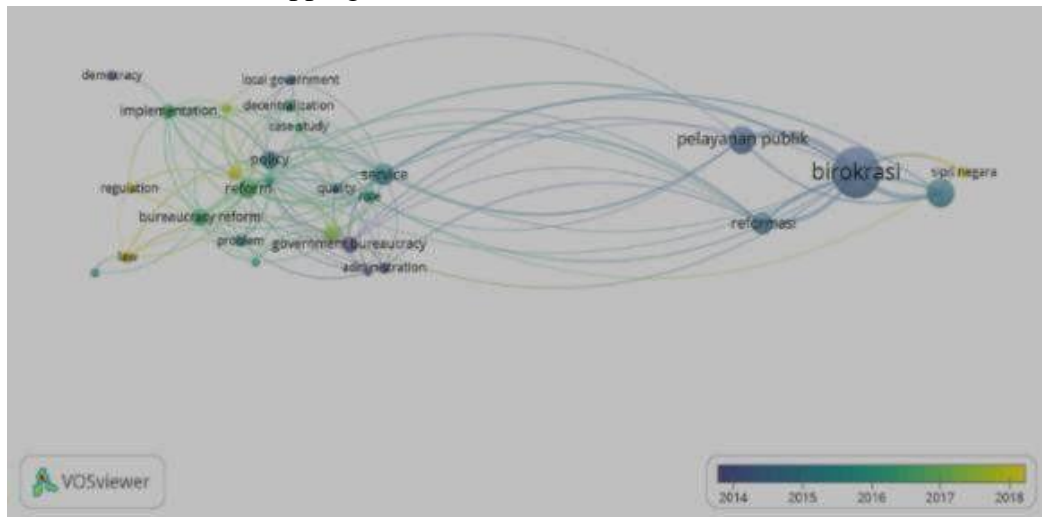 democracy
local government
implementation
decentralization
case study
pelayanan publik
policy
service
birokrasi
sipil negara
regulation
reform
quality
role
bureaucracy reformi
reformasi
problem
government bureaucracy
law
administration
VOSviewer
2014 2015 2016 2017 2018